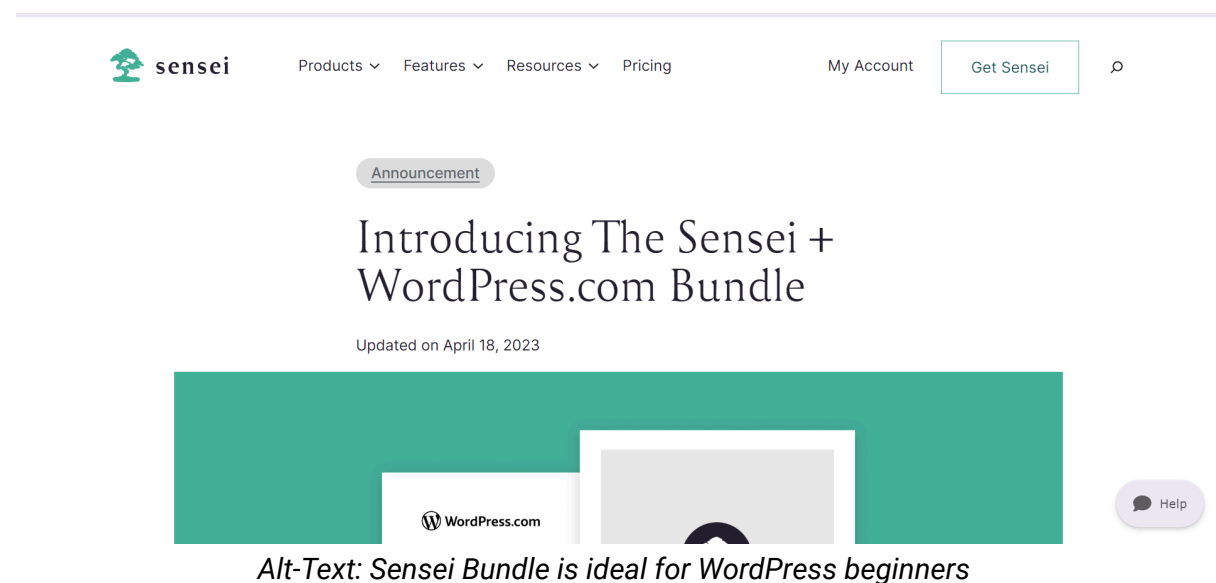 sensei
Products Features Resources Pricing
My Account
Get Sensei
Announcement
Introducing The Sensei +
WordPress.com Bundle
Updated on April 18, 2023
WordPress.com
Help
Alt-Text: Sensei Bundle is ideal for WordPress beginners